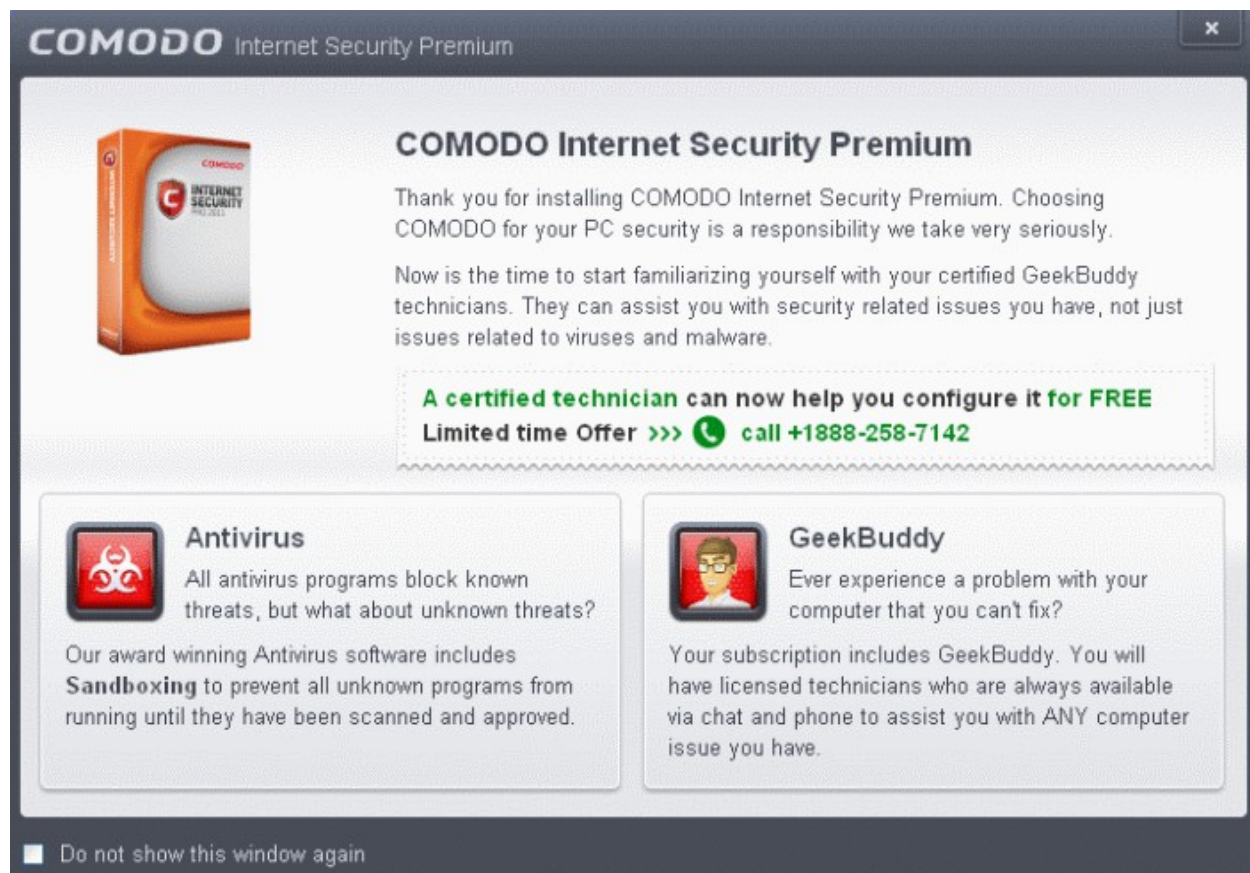 COMODO Internet Security Premium
x
COMODO
INTERNET
SECURITY
PRO 2011
COMODO Internet Security Premium
Thank you for installing COMODO Internet Security Premium. Choosing
COMODO for your PC security is a responsibility we take very seriously.
Now is the time to start familiarizing yourself with your certified GeekBuddy
technicians. They can assist you with security related issues you have, not just
issues related to viruses and malware.
A certified technician can now help you configure it for FREE
Limited time Offer >>> call +1888-258-7142
Antivirus
All antivirus programs block known
threats, but what about unknown threats?
Our award winning Antivirus software includes
Sandboxing to prevent all unknown programs from
running until they have been scanned and approved.
GeekBuddy
Ever experience a problem with your
computer that you can't fix?
Your subscription includes GeekBuddy. You will
have licensed technicians who are always available
via chat and phone to assist you with ANY computer
issue you have.
Do not show this window again